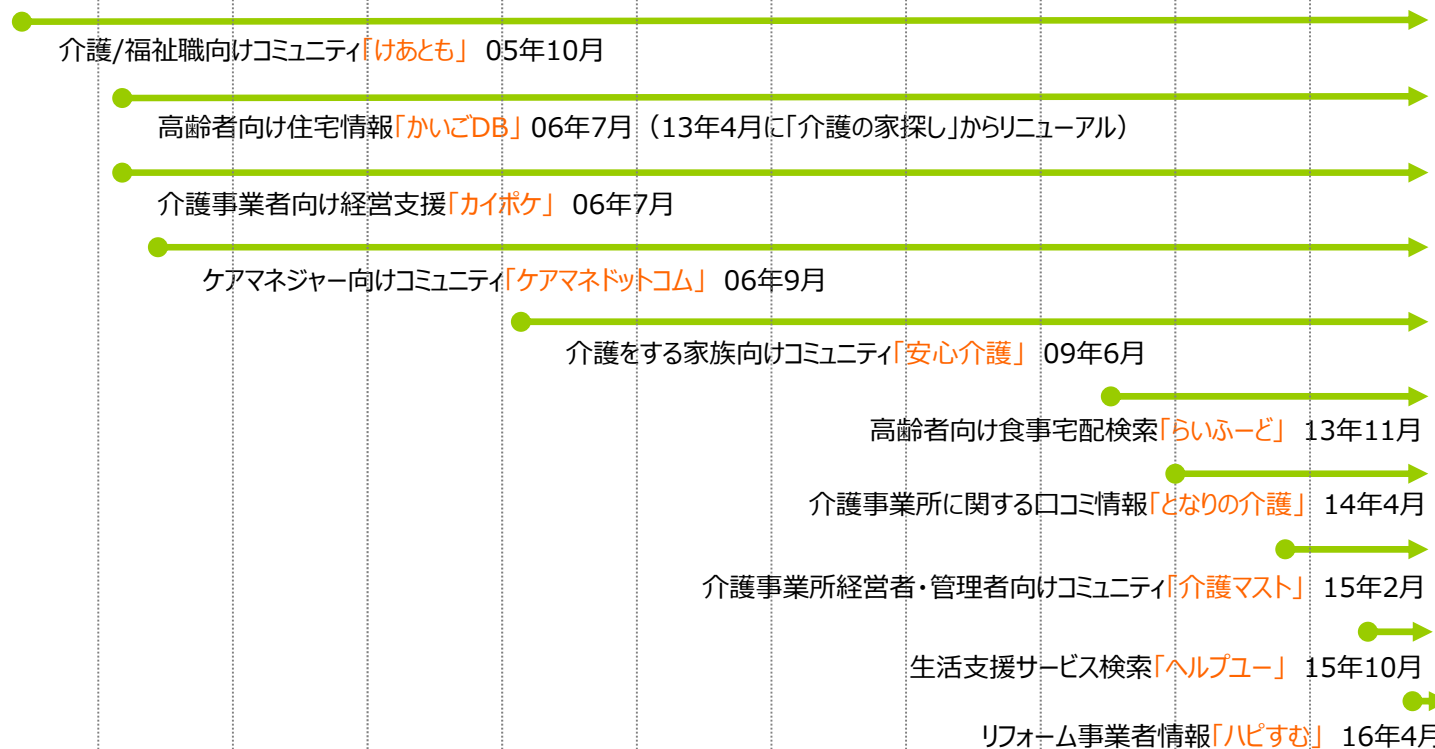 介護/福祉職向けコミュニティ「けあとも」 05年10月
高齢者向け住宅情報「かいごDB」 06年7月（13年4月に「介護の家探し」からリニューアル）
介護事業者向け経営支援「カイポケ」 06年7月
ケアマネジャー向けコミュニティ「ケアマネドットコム」 06年9月
介護をする家族向けコミュニティ「安心介護」 09年6月
高齢者向け食事宅配検索「らいふーど」 13年11月
介護事業所に関する口コミ情報「となりの介護」 14年4月
介護事業所経営者・管理者向けコミュニティ「介護マスト」 15年2月
生活支援サービス検索「ヘルプユー」 15年10月
リフォーム事業者情報「ハピすむ」 16年4月